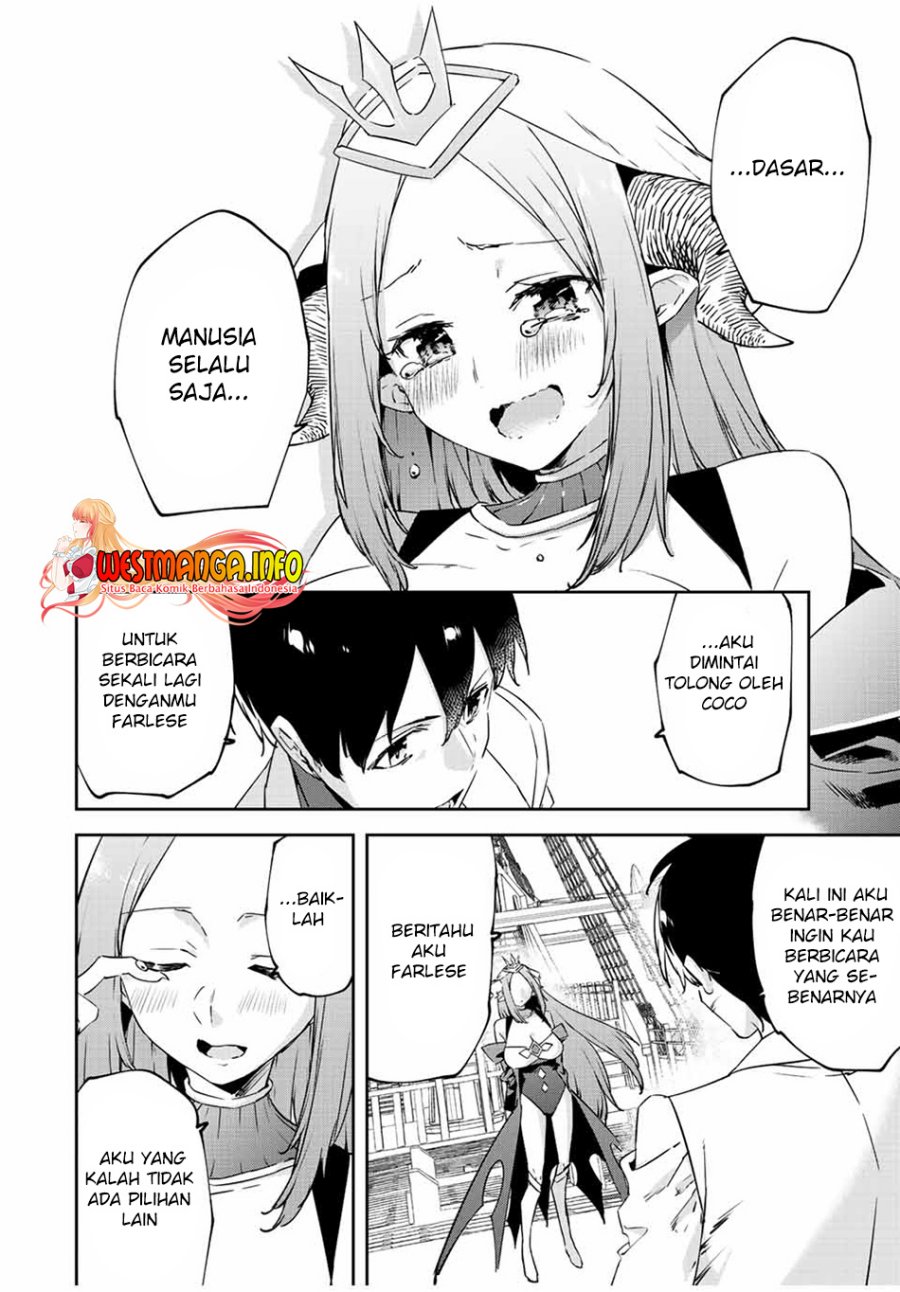 ...DASAR...
MANUSIA
SELALU
SAJA...
WESTMANGA.INFO
Situs Baca Komik Berbahasa Indonesia
...AKU
DIMINTAI
TOLONG OLEH
COCO
UNTUK
BERBICARA
SEKALI LAGI
DENGANMU
FARLESE
KALI INI AKU
BENAR-BENAR
INGIN KAU
BERBICARA
YANG SE-
BENARNYA
BERITAHU
AKU
FARLESE
...BAIK-
LAH
AKU YANG
KALAH TIDAK
ADA PILIHAN
LAIN